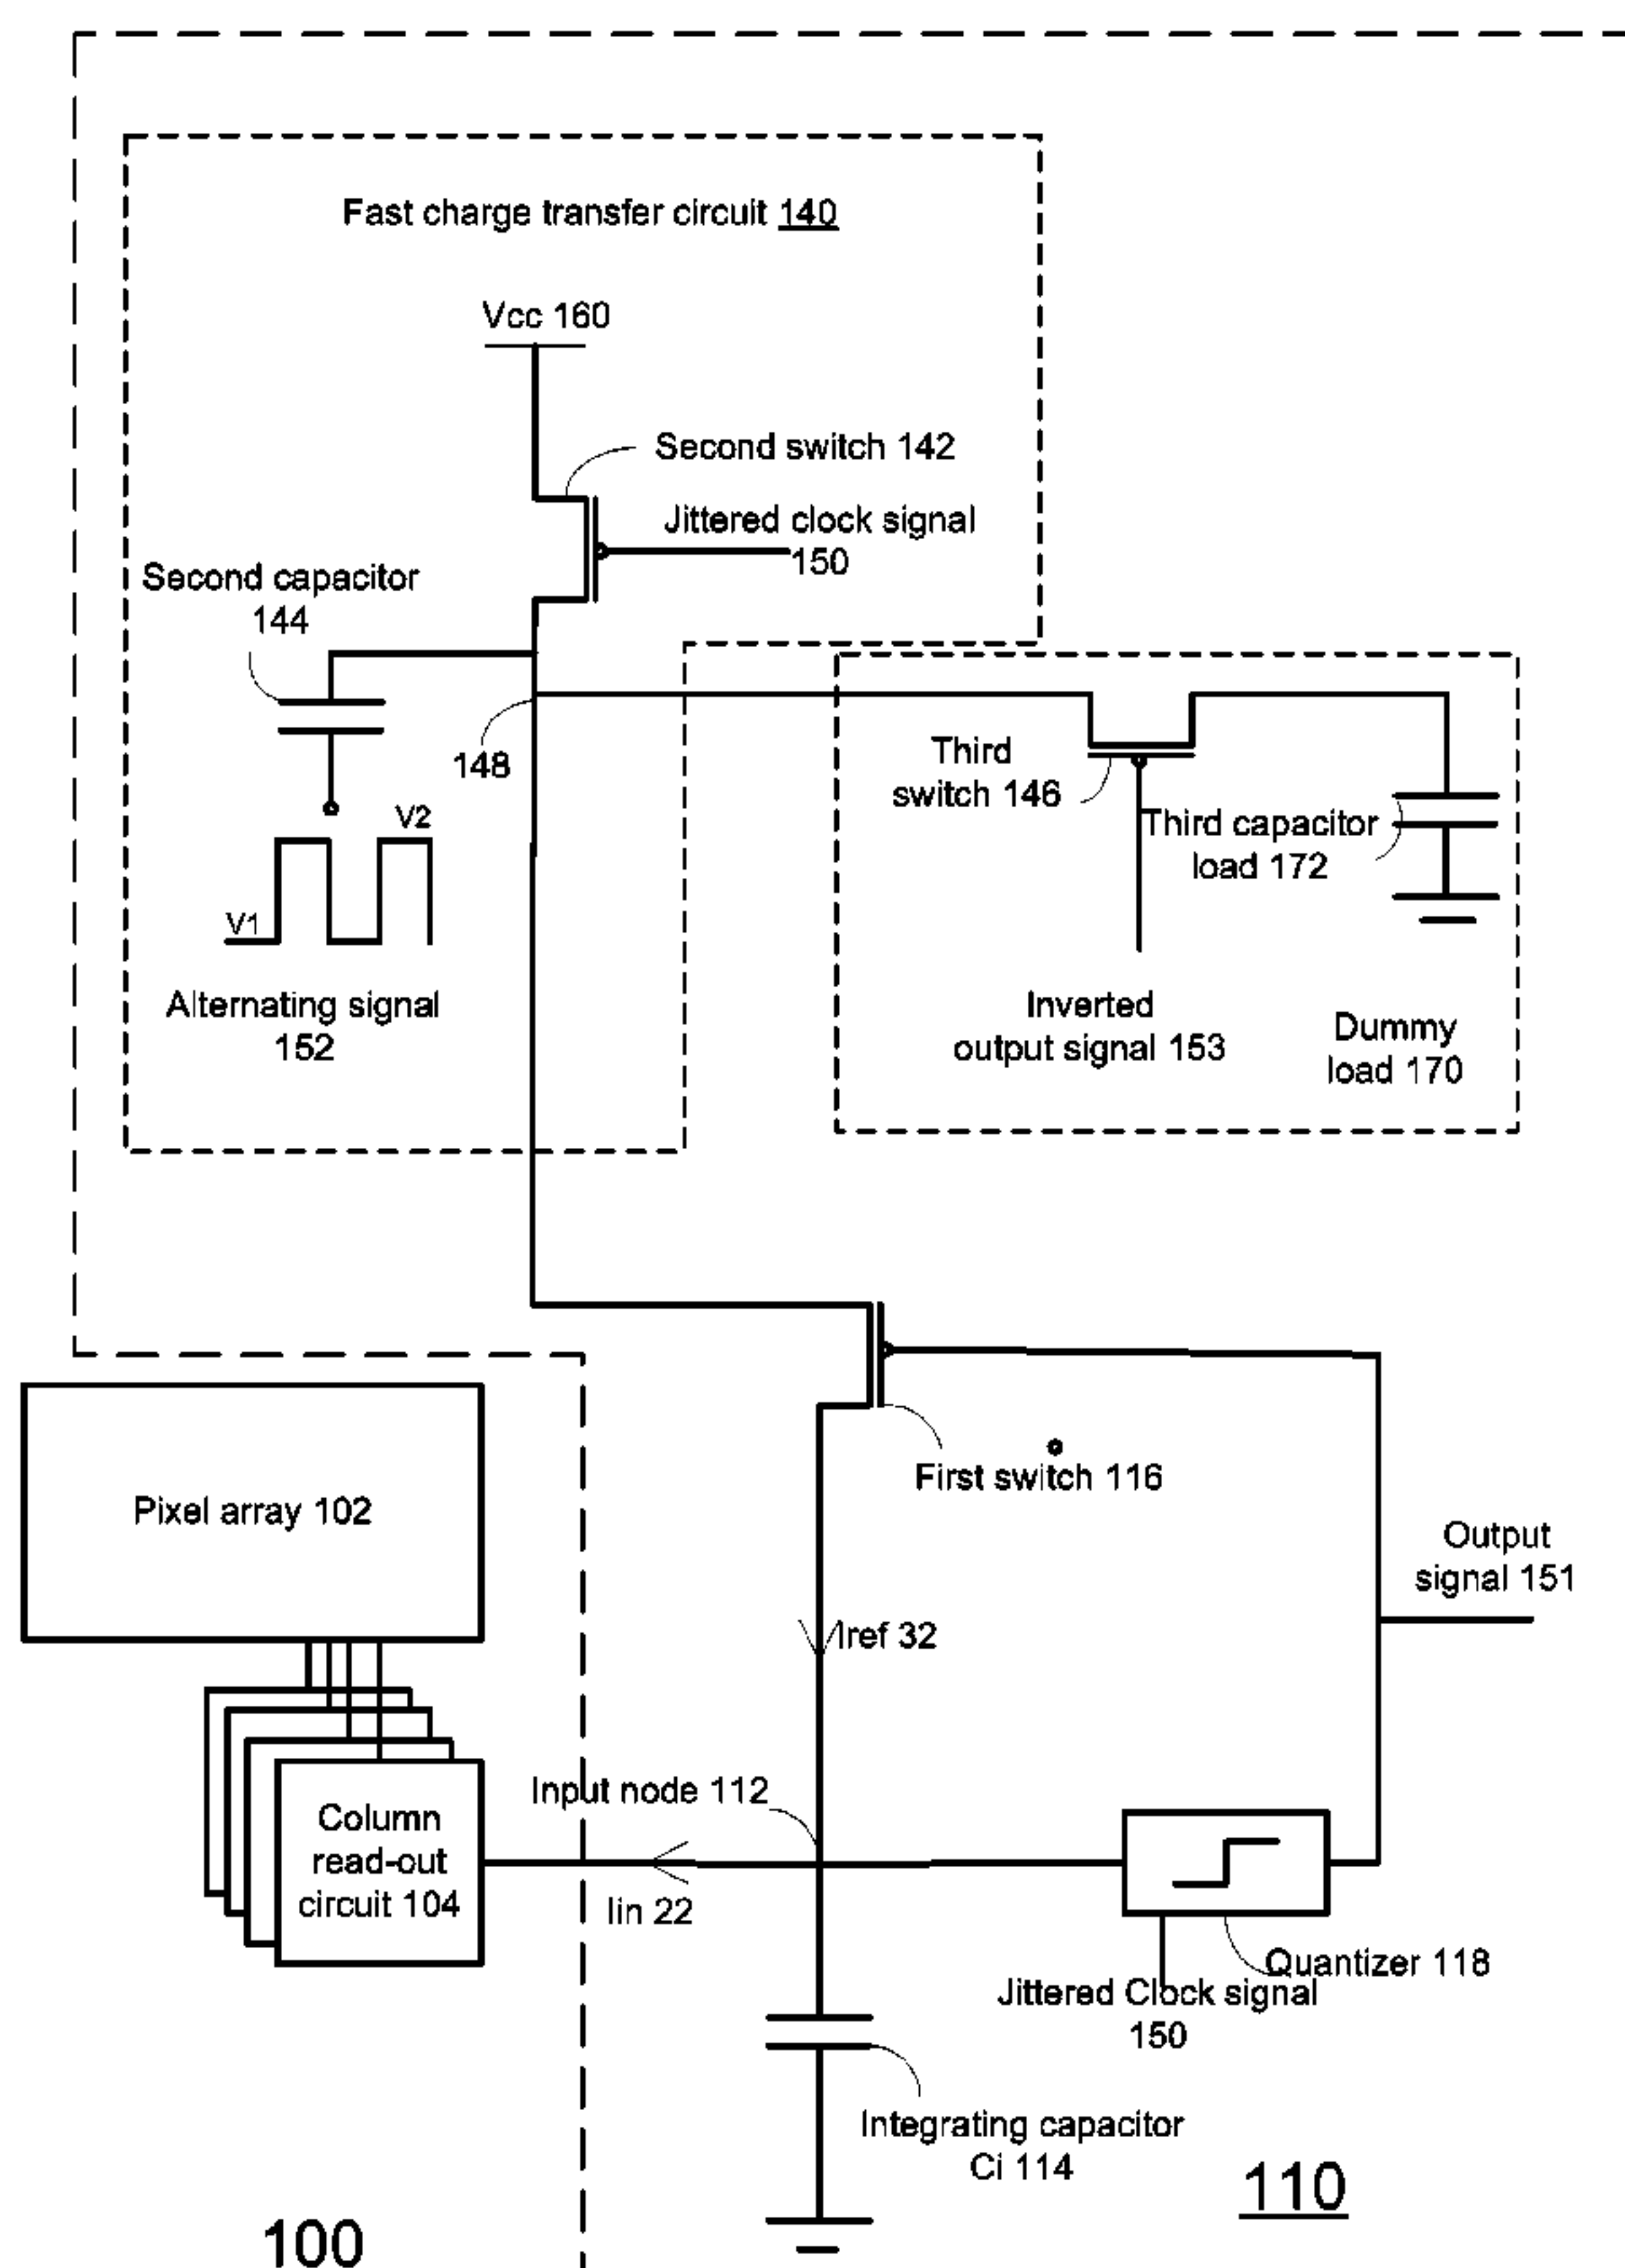 Fast charge transfer circuit 140
Vcc 160
Second switch 142
Jittered clock signal
150
Second capacitor
144
148
Third
switch 146
Third capacitor
load 172
V2
V1
Alternating signal
152
Inverted
output signal 153
Dummy
load 170
First switch 116
Pixel array 102
Output
signal 151
Iref 32
Input node 112
Column
read-out
circuit 104
Iin 22
Quantizer 118
Jittered Clock signal
150
Integrating capacitor
Ci 114
110
100